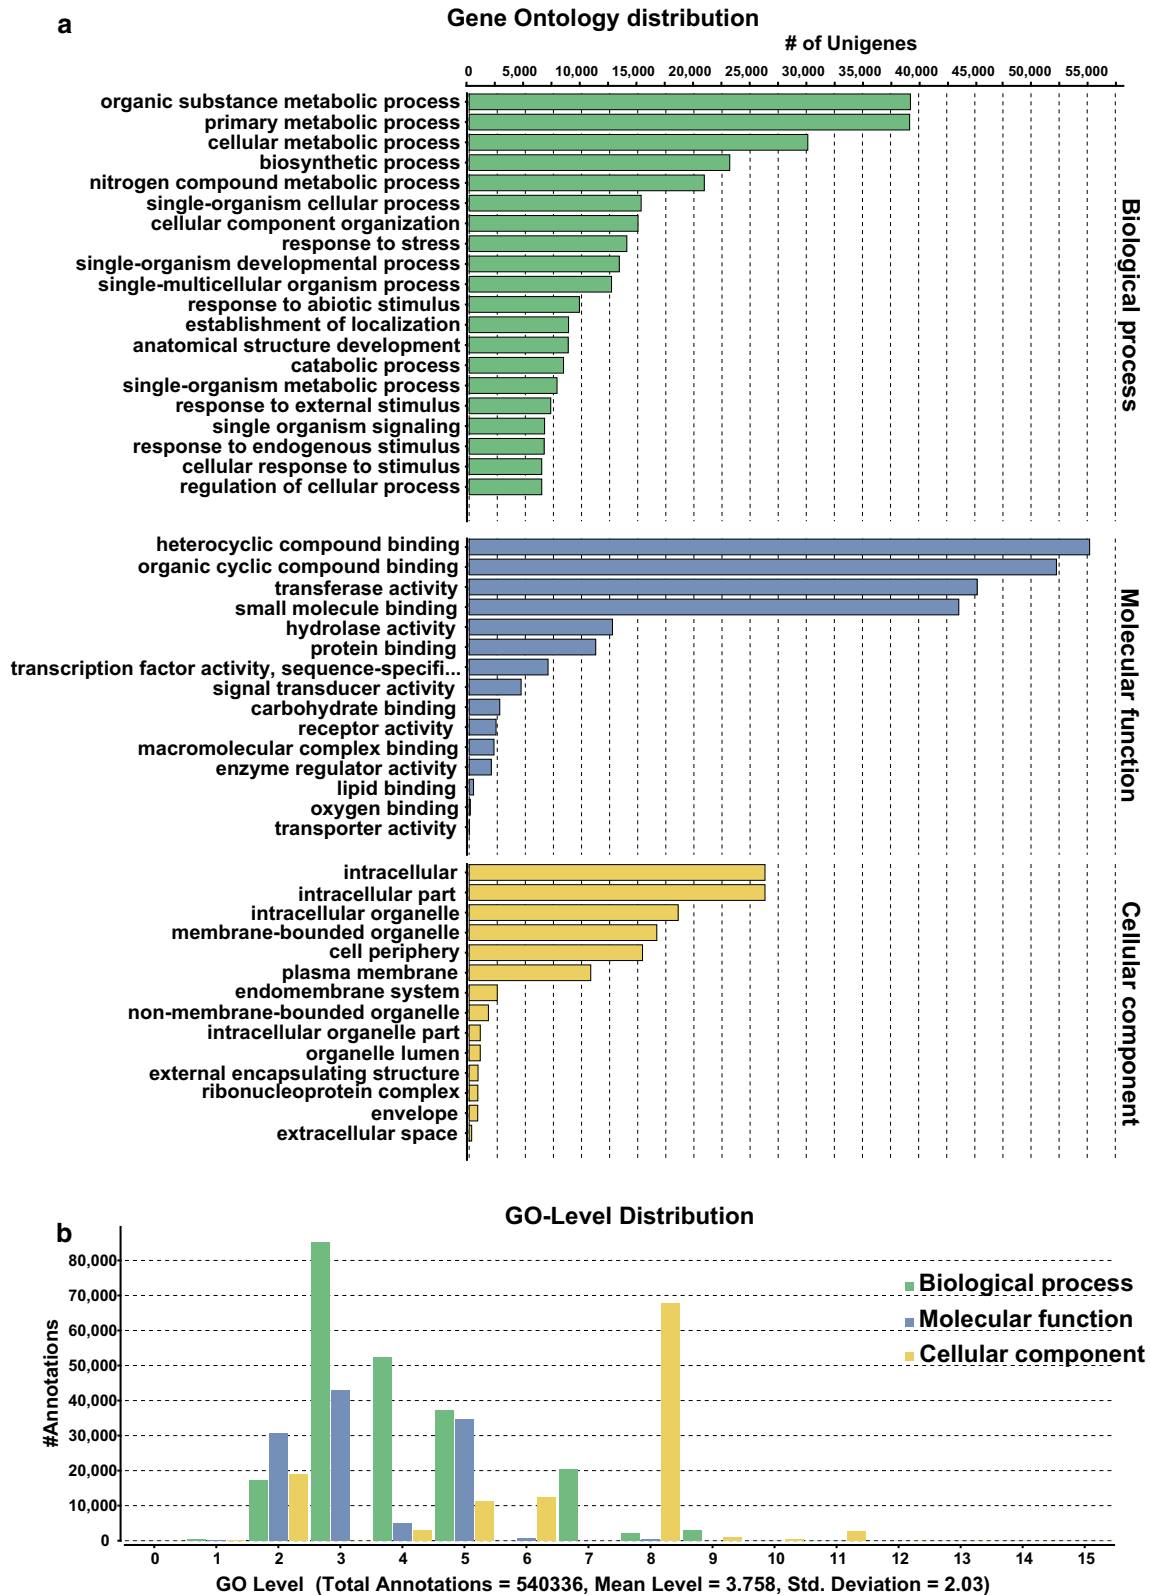 a
Gene Ontology distribution
# of Unigenes
0 5,000 10,000 15,000 20,000 25,000 30,000 35,000 40,000 45,000 50,000 55,000
organic substance metabolic process
primary metabolic process
cellular metabolic process
biosynthetic process
nitrogen compound metabolic process
single-organism cellular process
cellular component organization
response to stress
single-organism developmental process
single-multicellular organism process
response to abiotic stimulus
establishment of localization
anatomical structure development
catabolic process
single-organism metabolic process
response to external stimulus
single organism signaling
response to endogenous stimulus
cellular response to stimulus
regulation of cellular process
Biological process
heterocyclic compound binding
organic cyclic compound binding
transferase activity
small molecule binding
hydrolase activity
protein binding
transcription factor activity, sequence-specifi...
signal transducer activity
carbohydrate binding
receptor activity
macromolecular complex binding
enzyme regulator activity
lipid binding
oxygen binding
transporter activity
Molecular function
intracellular
intracellular part
intracellular organelle
membrane-bounded organelle
cell periphery
plasma membrane
endomembrane system
non-membrane-bounded organelle
intracellular organelle part
organelle lumen
external encapsulating structure
ribonucleoprotein complex
envelope
extracellular space
Cellular component
b
GO-Level Distribution
#Annotations
80,000
70,000
60,000
50,000
40,000
30,000
20,000
10,000
0
Biological process
Molecular function
Cellular component
0 1 2 3 4 5 6 7 8 9 10 11 12 13 14 15
GO Level (Total Annotations = 540336, Mean Level = 3.758, Std. Deviation = 2.03)